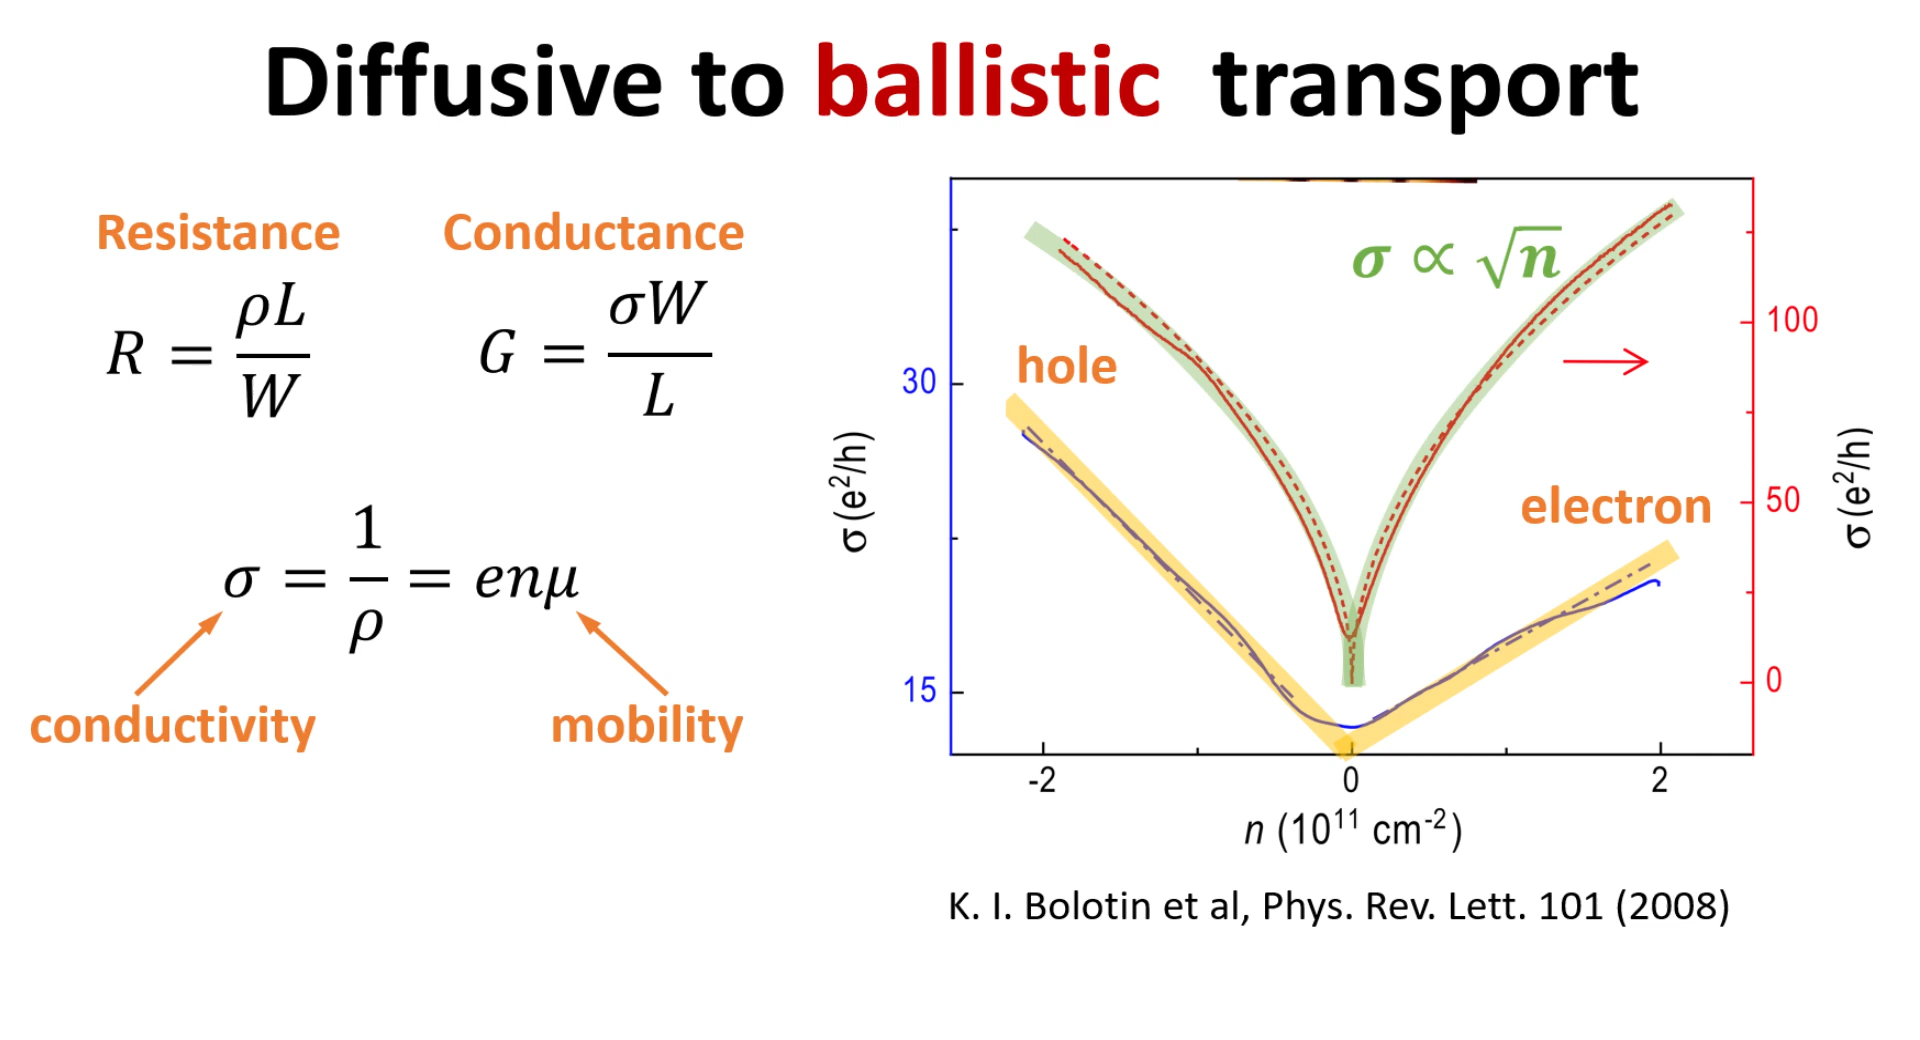 Diffusive to ballistic transport
Resistance
R = ρL/W
Conductance
G = σW/L
σ = 1/ρ = enμ
conductivity
mobility
σ ∝ √n
hole
electron
σ (e²/h)
30
15
100
50
0
σ (e²/h)
-2
0
2
n (10¹¹ cm⁻²)
K. I. Bolotin et al, Phys. Rev. Lett. 101 (2008)